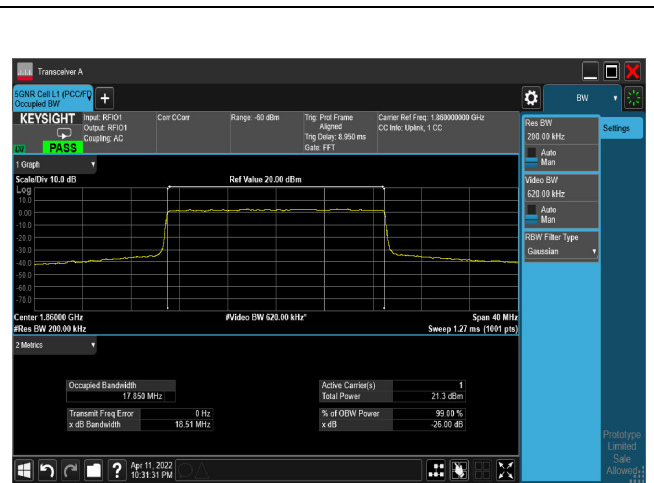 Transceiver A
5GNR Cell L1 (PCC/F
Occupied BW
BW
KEYSIGHT
LXI
PASS
Input: RFIO1
Output: RFIO1
Coupling: AC
Corr CCorr
Range: -60 dBm
Trig: Prot Frame
Aligned
Trig Delay: 8.950 ms
Gate: FFT
Carrier Ref Freq: 1.860000000 GHz
CC Info: Uplink, 1 CC
Res BW
200.00 kHz
Auto
Man
Video BW
620.00 kHz
Auto
Man
RBW Filter Type
Gaussian
Settings
1 Graph
Scale/Div 10.0 dB
Ref Value 20.00 dBm
Log
10.0
0.00
-10.0
-20.0
-30.0
-40.0
-50.0
-60.0
-70.0
Center 1.86000 GHz
#Video BW 620.00 kHz*
Span 40 MHz
#Res BW 200.00 kHz
Sweep 1.27 ms (1001 pts)
2 Metrics
Occupied Bandwidth
17.850 MHz
Transmit Freq Error 0 Hz
x dB Bandwidth 18.51 MHz
Active Carrier(s) 1
Total Power 21.3 dBm
% of OBW Power 99.00 %
x dB -26.00 dB
Prototype
Limited
Sale
Allowed
?
Apr 11, 2022
10:31:31 PM